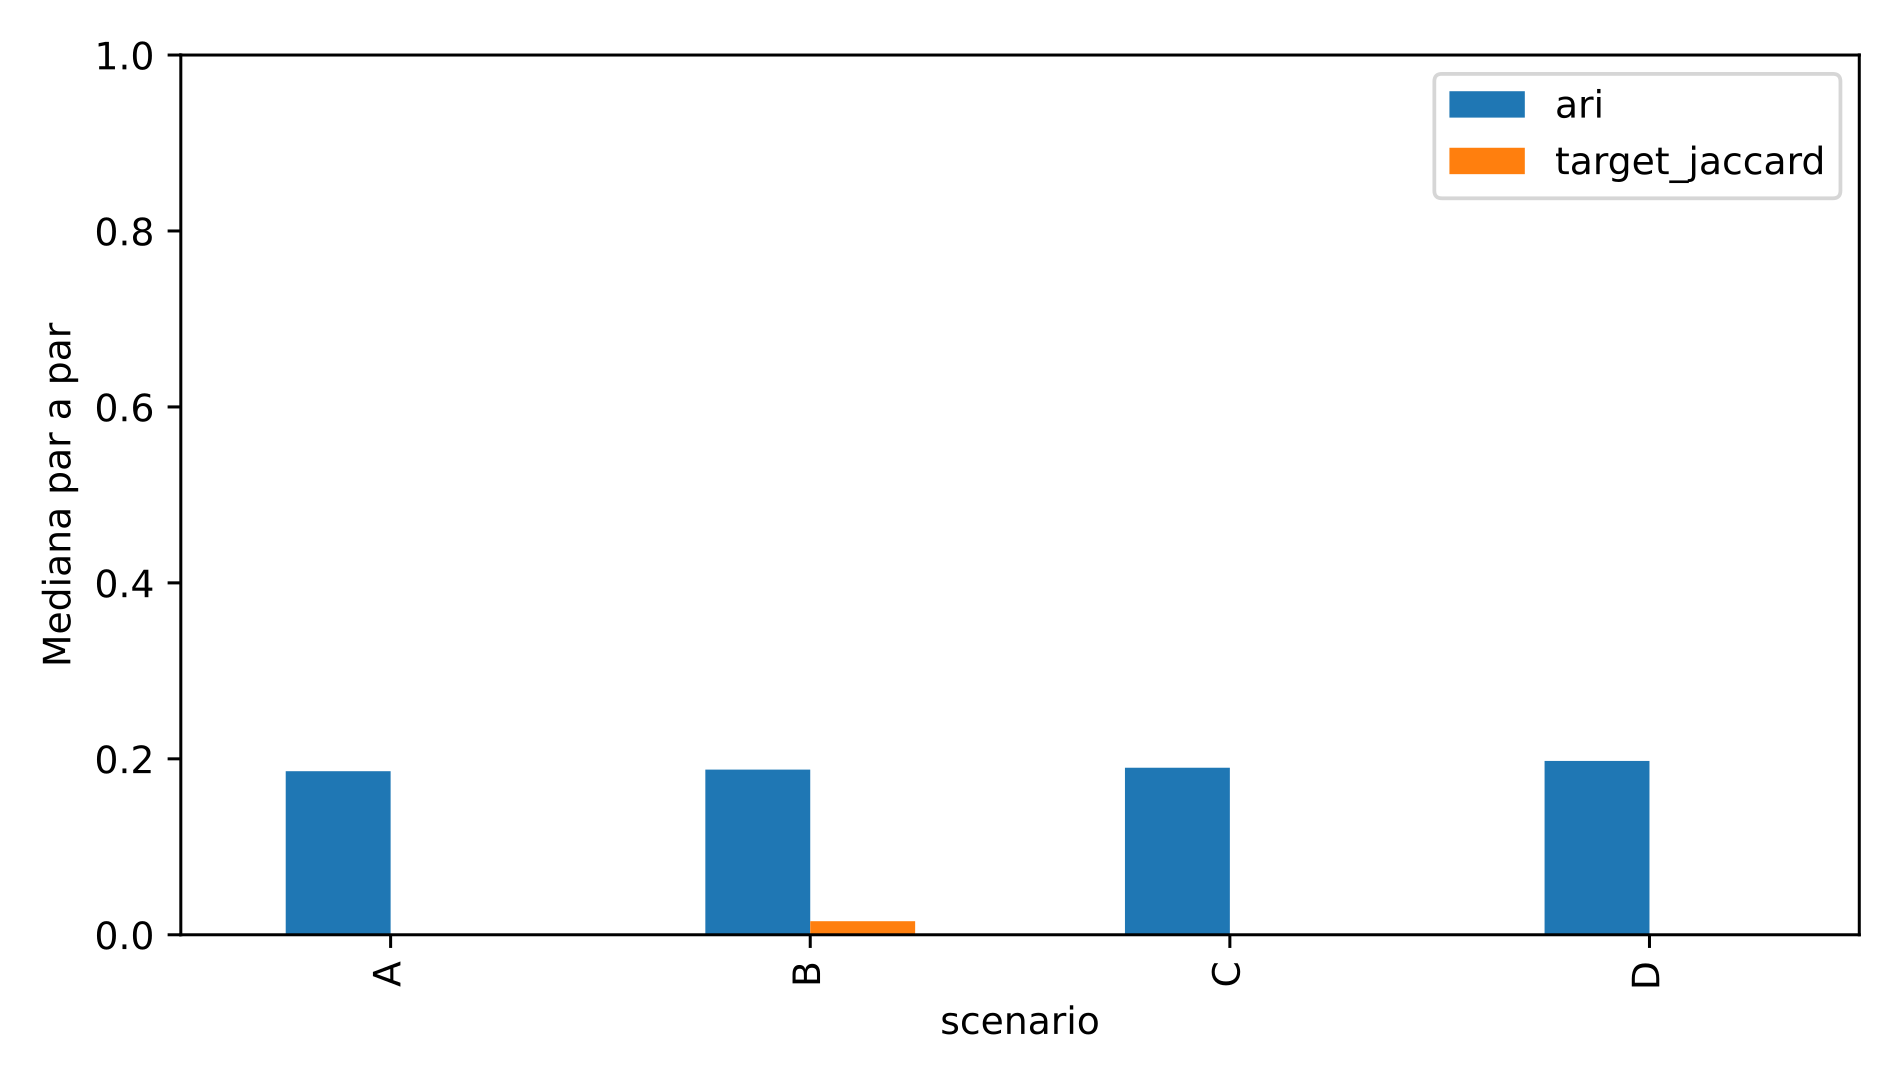 1.0
0.8
0.6
0.4
0.2
0.0
Mediana par a par
ari
target_jaccard
A
B
C
D
scenario